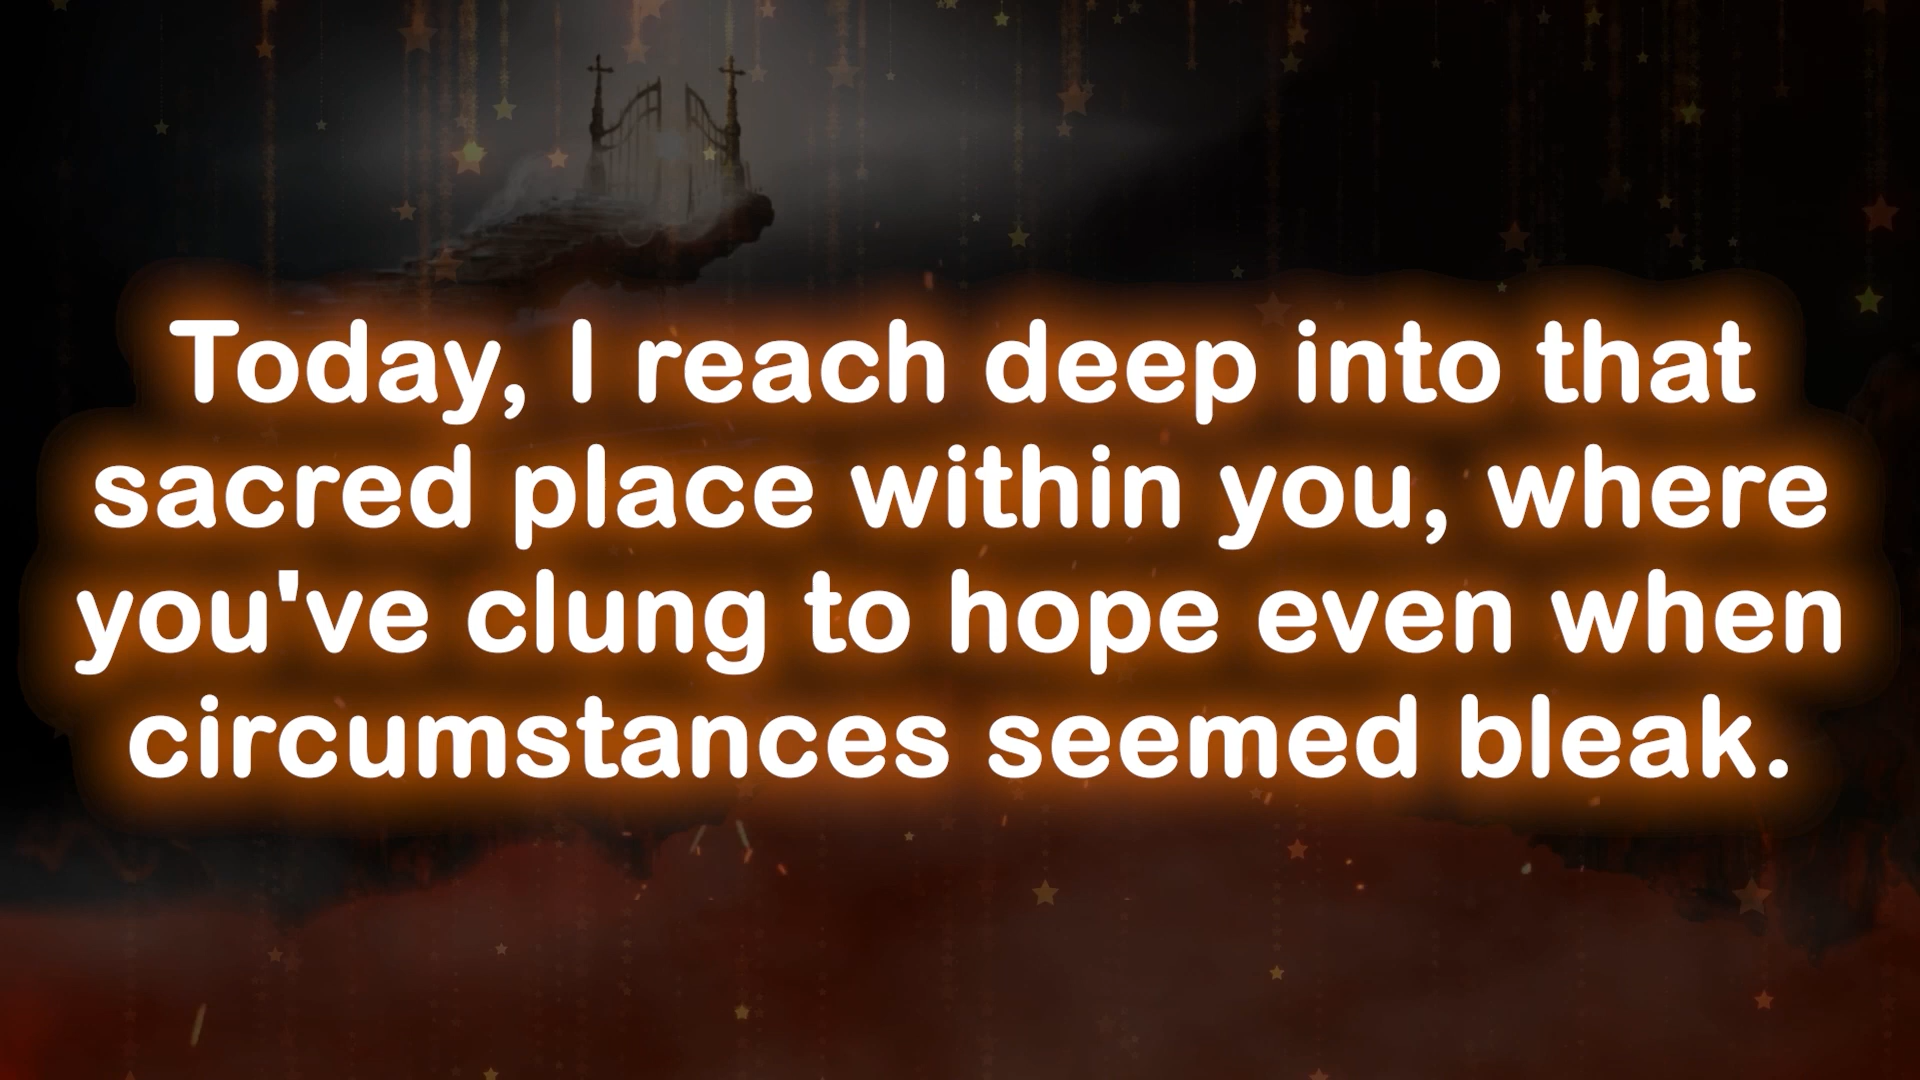 Today, I reach deep into that
sacred place within you, where
you've clung to hope even when
circumstances seemed bleak.